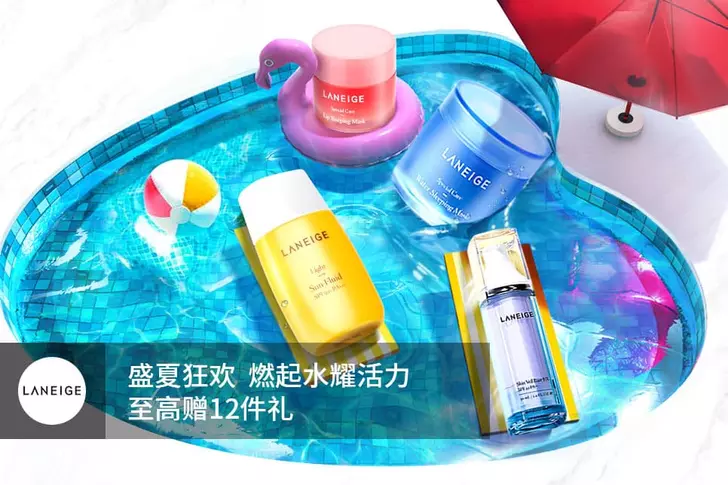 LANEIGE
Special Care
Lip Sleeping Mask
LANEIGE
Special Care
Water Sleeping Mask
LANEIGE
Light
Sun Fluid
LANEIGE
LANEIGE
盛夏狂欢 燃起水耀活力
至高赠12件礼